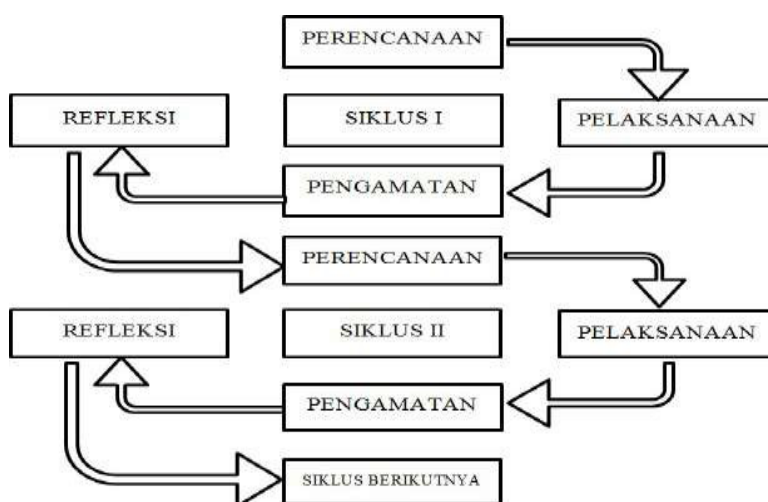 PERENCANAAN
REFLEKSI
SIKLUS I
PELAKSANAAN
PENGAMATAN
PERENCANAAN
REFLEKSI
SIKLUS II
PELAKSANAAN
PENGAMATAN
SIKLUS BERIKUTNYA